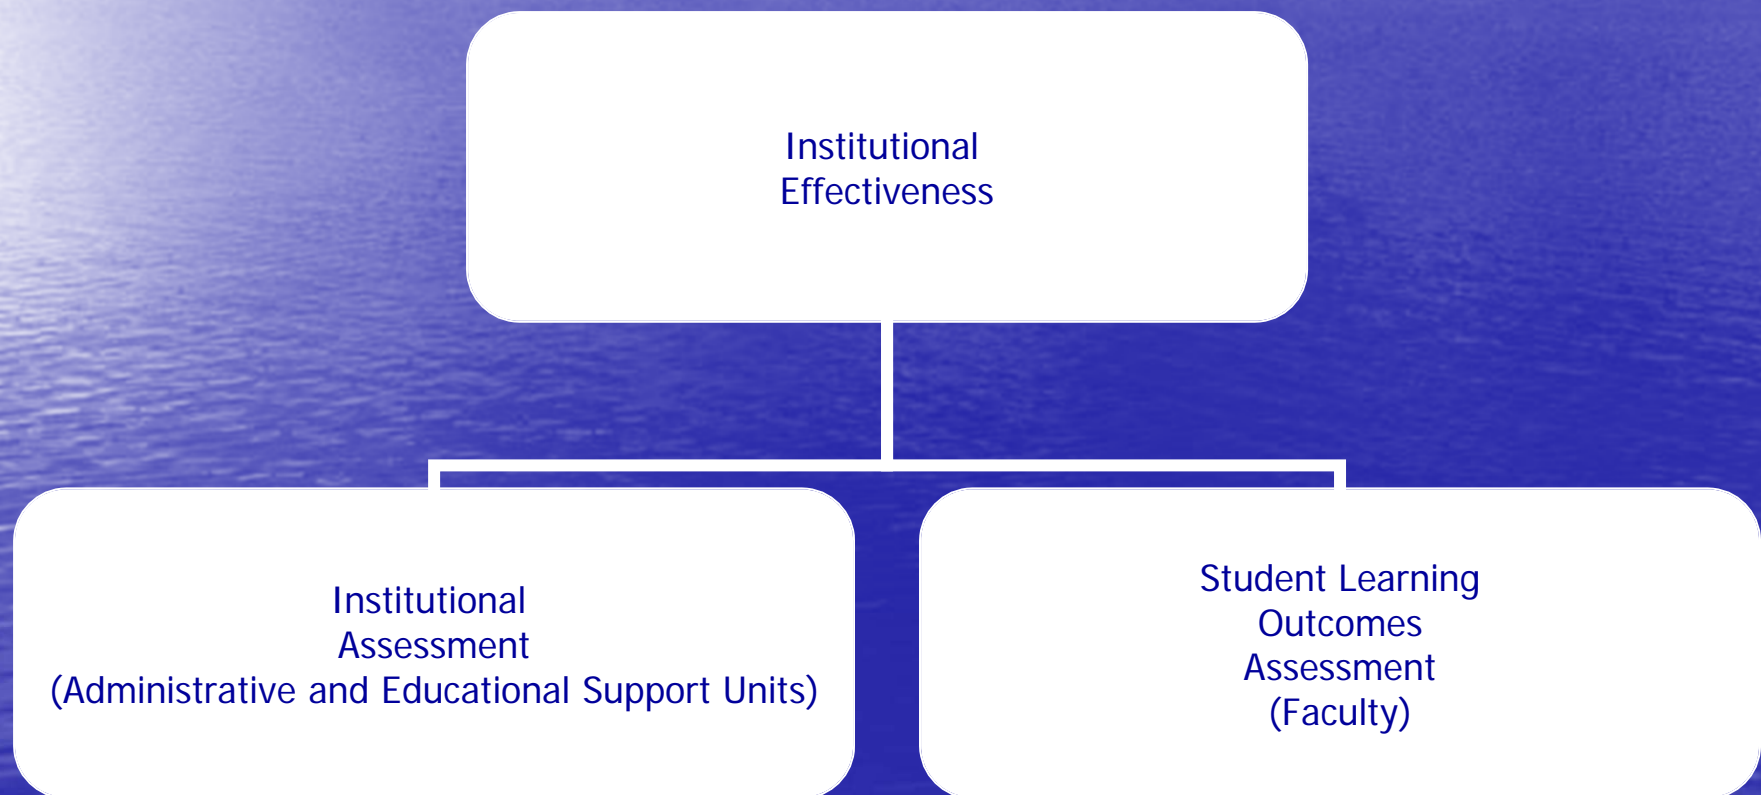 Institutional
Effectiveness
Institutional
Assessment
(Administrative and Educational Support Units)
Student Learning
Outcomes
Assessment
(Faculty)